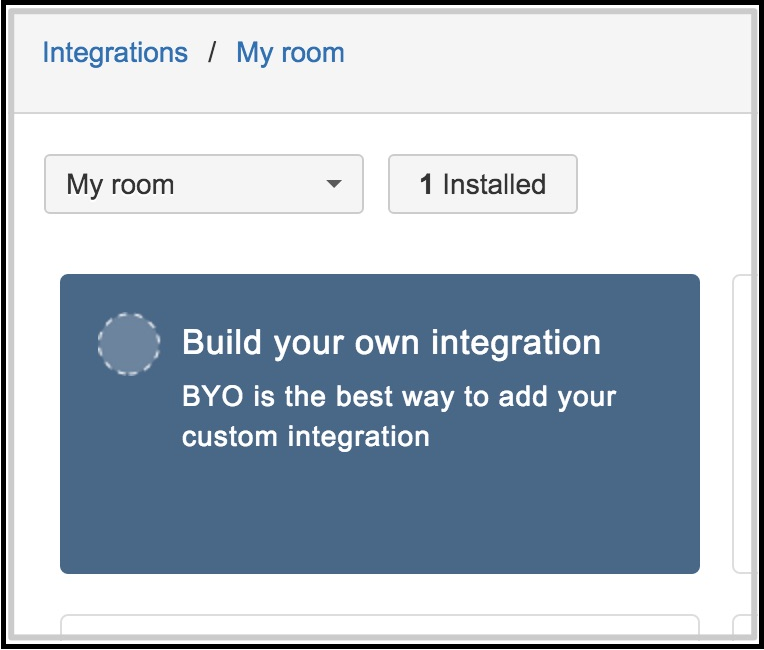 Integrations / My room
My room 1 Installed
Build your own integration
BYO is the best way to add your
custom integration